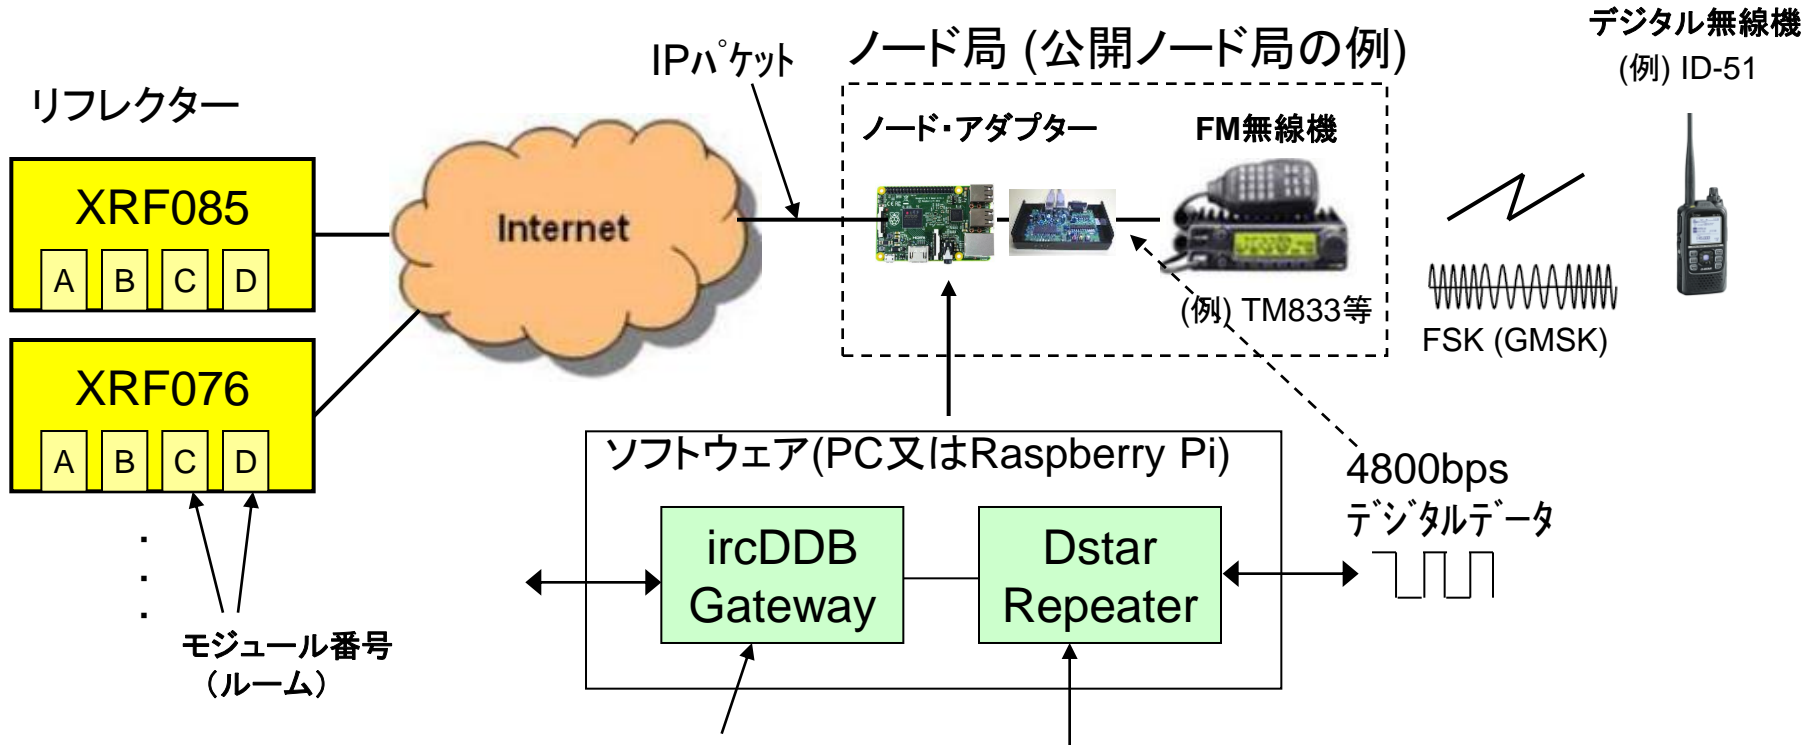 デジタル無線機
(例) ID-51
ノード局 (公開ノード局の例)
IPパケット
リフレクター
ノード・アダプター
FM無線機
XRF085
A B C D
Internet
(例) TM833等
FSK (GMSK)
XRF076
A B C D
ソフトウェア(PC又はRaspberry Pi)
4800bps
デジタルデータ
ircDDB
Gateway
Dstar
Repeater
モジュール番号
(ルーム)